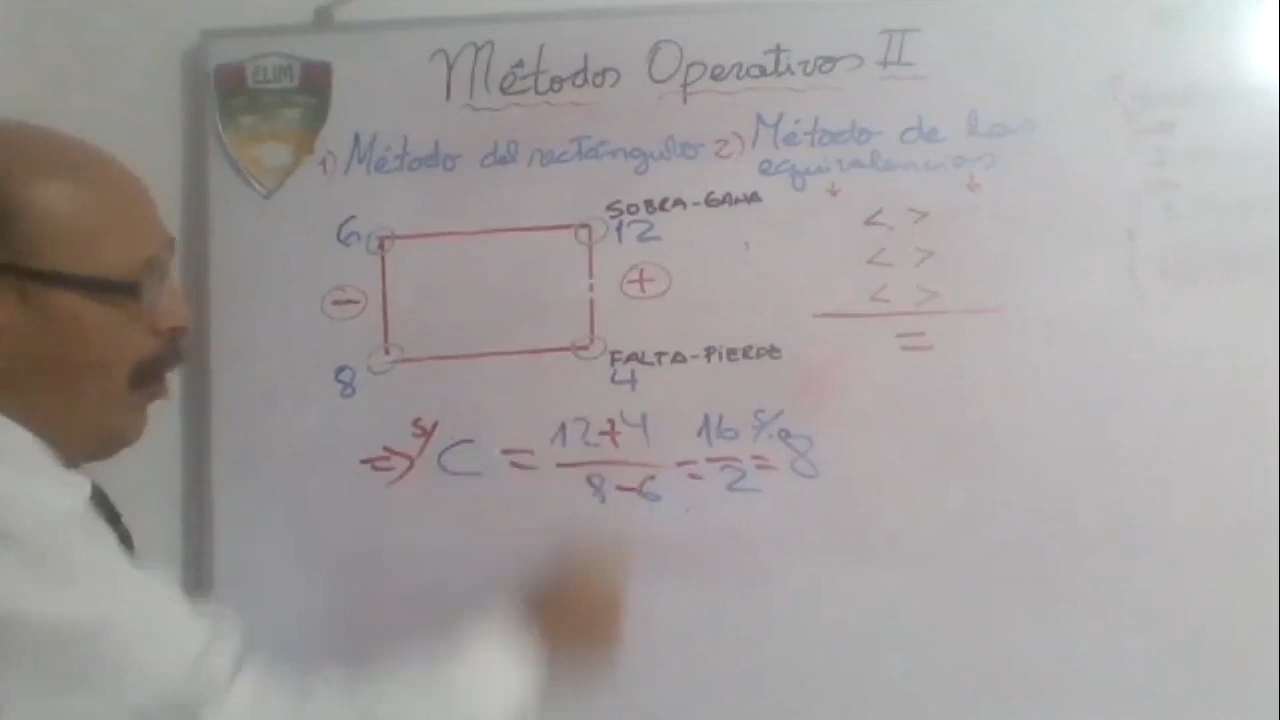 ELIM
Métodos Operativos II
1) Método del rectángulo
2) Método de las
equivalencias
6
SOBRA-GANA
12
−
+
8
FALTA-PIERDE
4
< >
< >
< >
=
⇒ s/ C = 12+4 / 8-6 = 16 / 2 = s/. 8